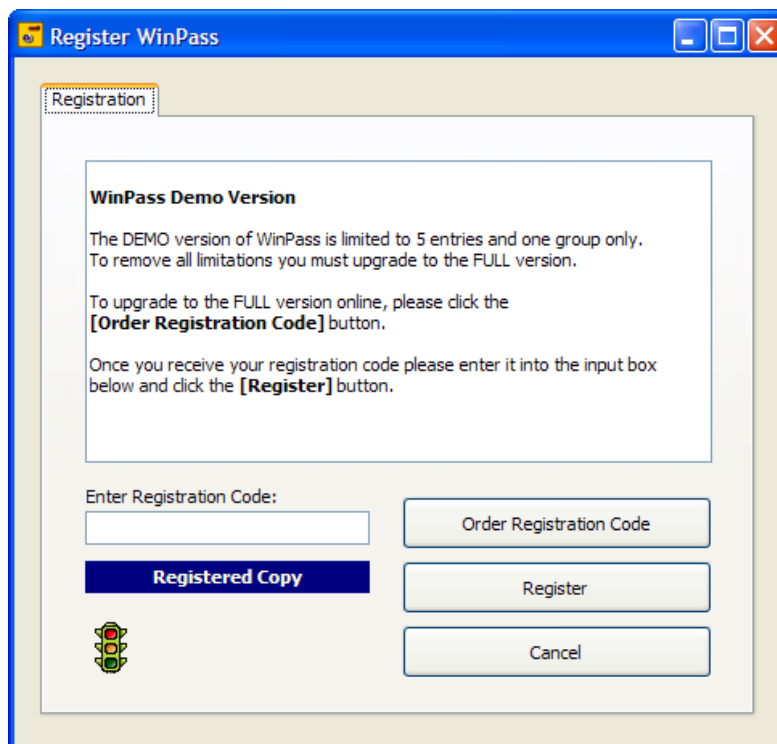 Register WinPass
Registration
WinPass Demo Version
The DEMO version of WinPass is limited to 5 entries and one group only.
To remove all limitations you must upgrade to the FULL version.
To upgrade to the FULL version online, please click the
[Order Registration Code] button.
Once you receive your registration code please enter it into the input box
below and click the [Register] button.
Enter Registration Code:
Order Registration Code
Registered Copy
Register
Cancel